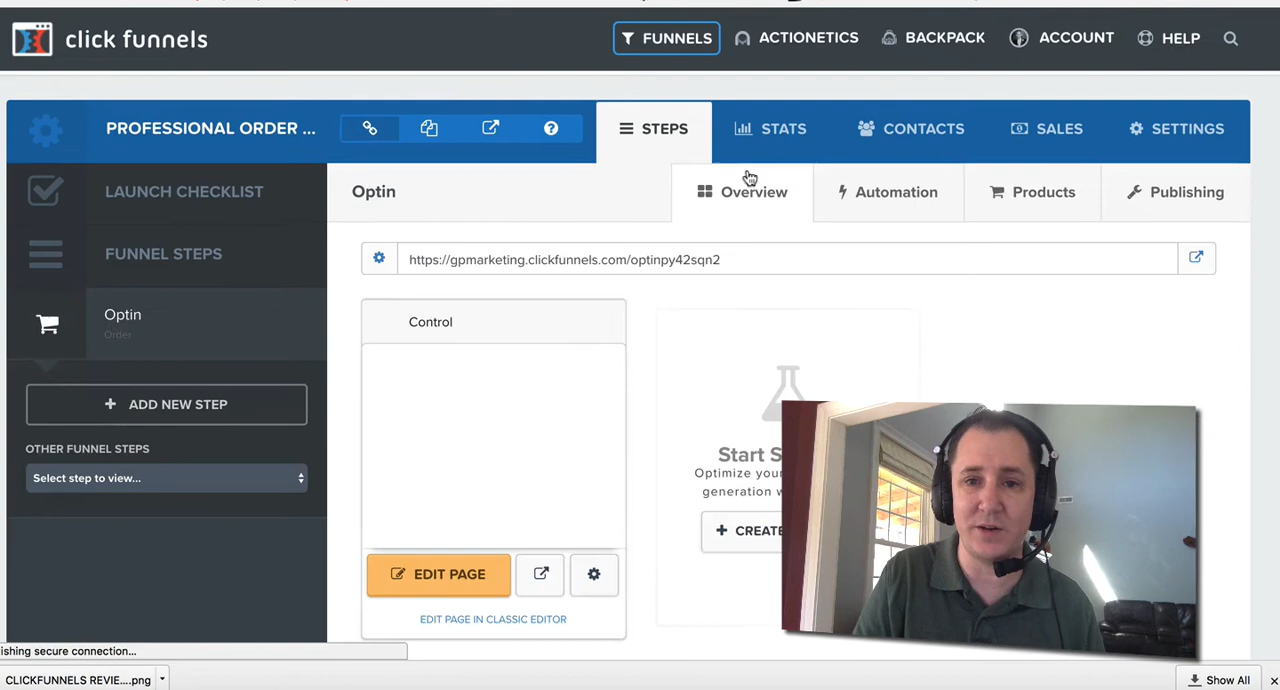 click funnels
FUNNELS
ACTIONETICS
BACKPACK
ACCOUNT
HELP
PROFESSIONAL ORDER ...
STEPS
STATS
CONTACTS
SALES
SETTINGS
LAUNCH CHECKLIST
Optin
Overview
Automation
Products
Publishing
FUNNEL STEPS
https://gpmarketing.clickfunnels.com/optinpy42sqn2
Optin
Order
Control
+ ADD NEW STEP
OTHER FUNNEL STEPS
Select step to view...
Start S
Optimize your
generation w
+ CREATE
EDIT PAGE
EDIT PAGE IN CLASSIC EDITOR
ishing secure connection...
CLICKFUNNELS REVIE....png
Show All